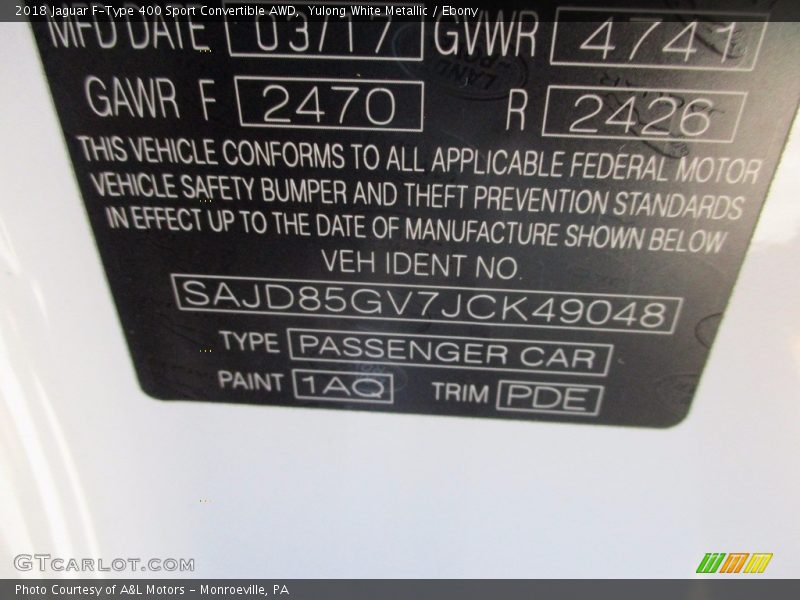 2018 Jaguar F-Type 400 Sport Convertible AWD, Yulong White Metallic / Ebony
MFD DATE 03/17 GVWR 4741
GAWR F 2470 R 2426
THIS VEHICLE CONFORMS TO ALL APPLICABLE FEDERAL MOTOR
VEHICLE SAFETY BUMPER AND THEFT PREVENTION STANDARDS
IN EFFECT UP TO THE DATE OF MANUFACTURE SHOWN BELOW
VEH IDENT NO.
SAJD85GV7JCK49048
TYPE PASSENGER CAR
PAINT 1AQ TRIM PDE
GTCARLOT.COM
Photo Courtesy of A&L Motors - Monroeville, PA